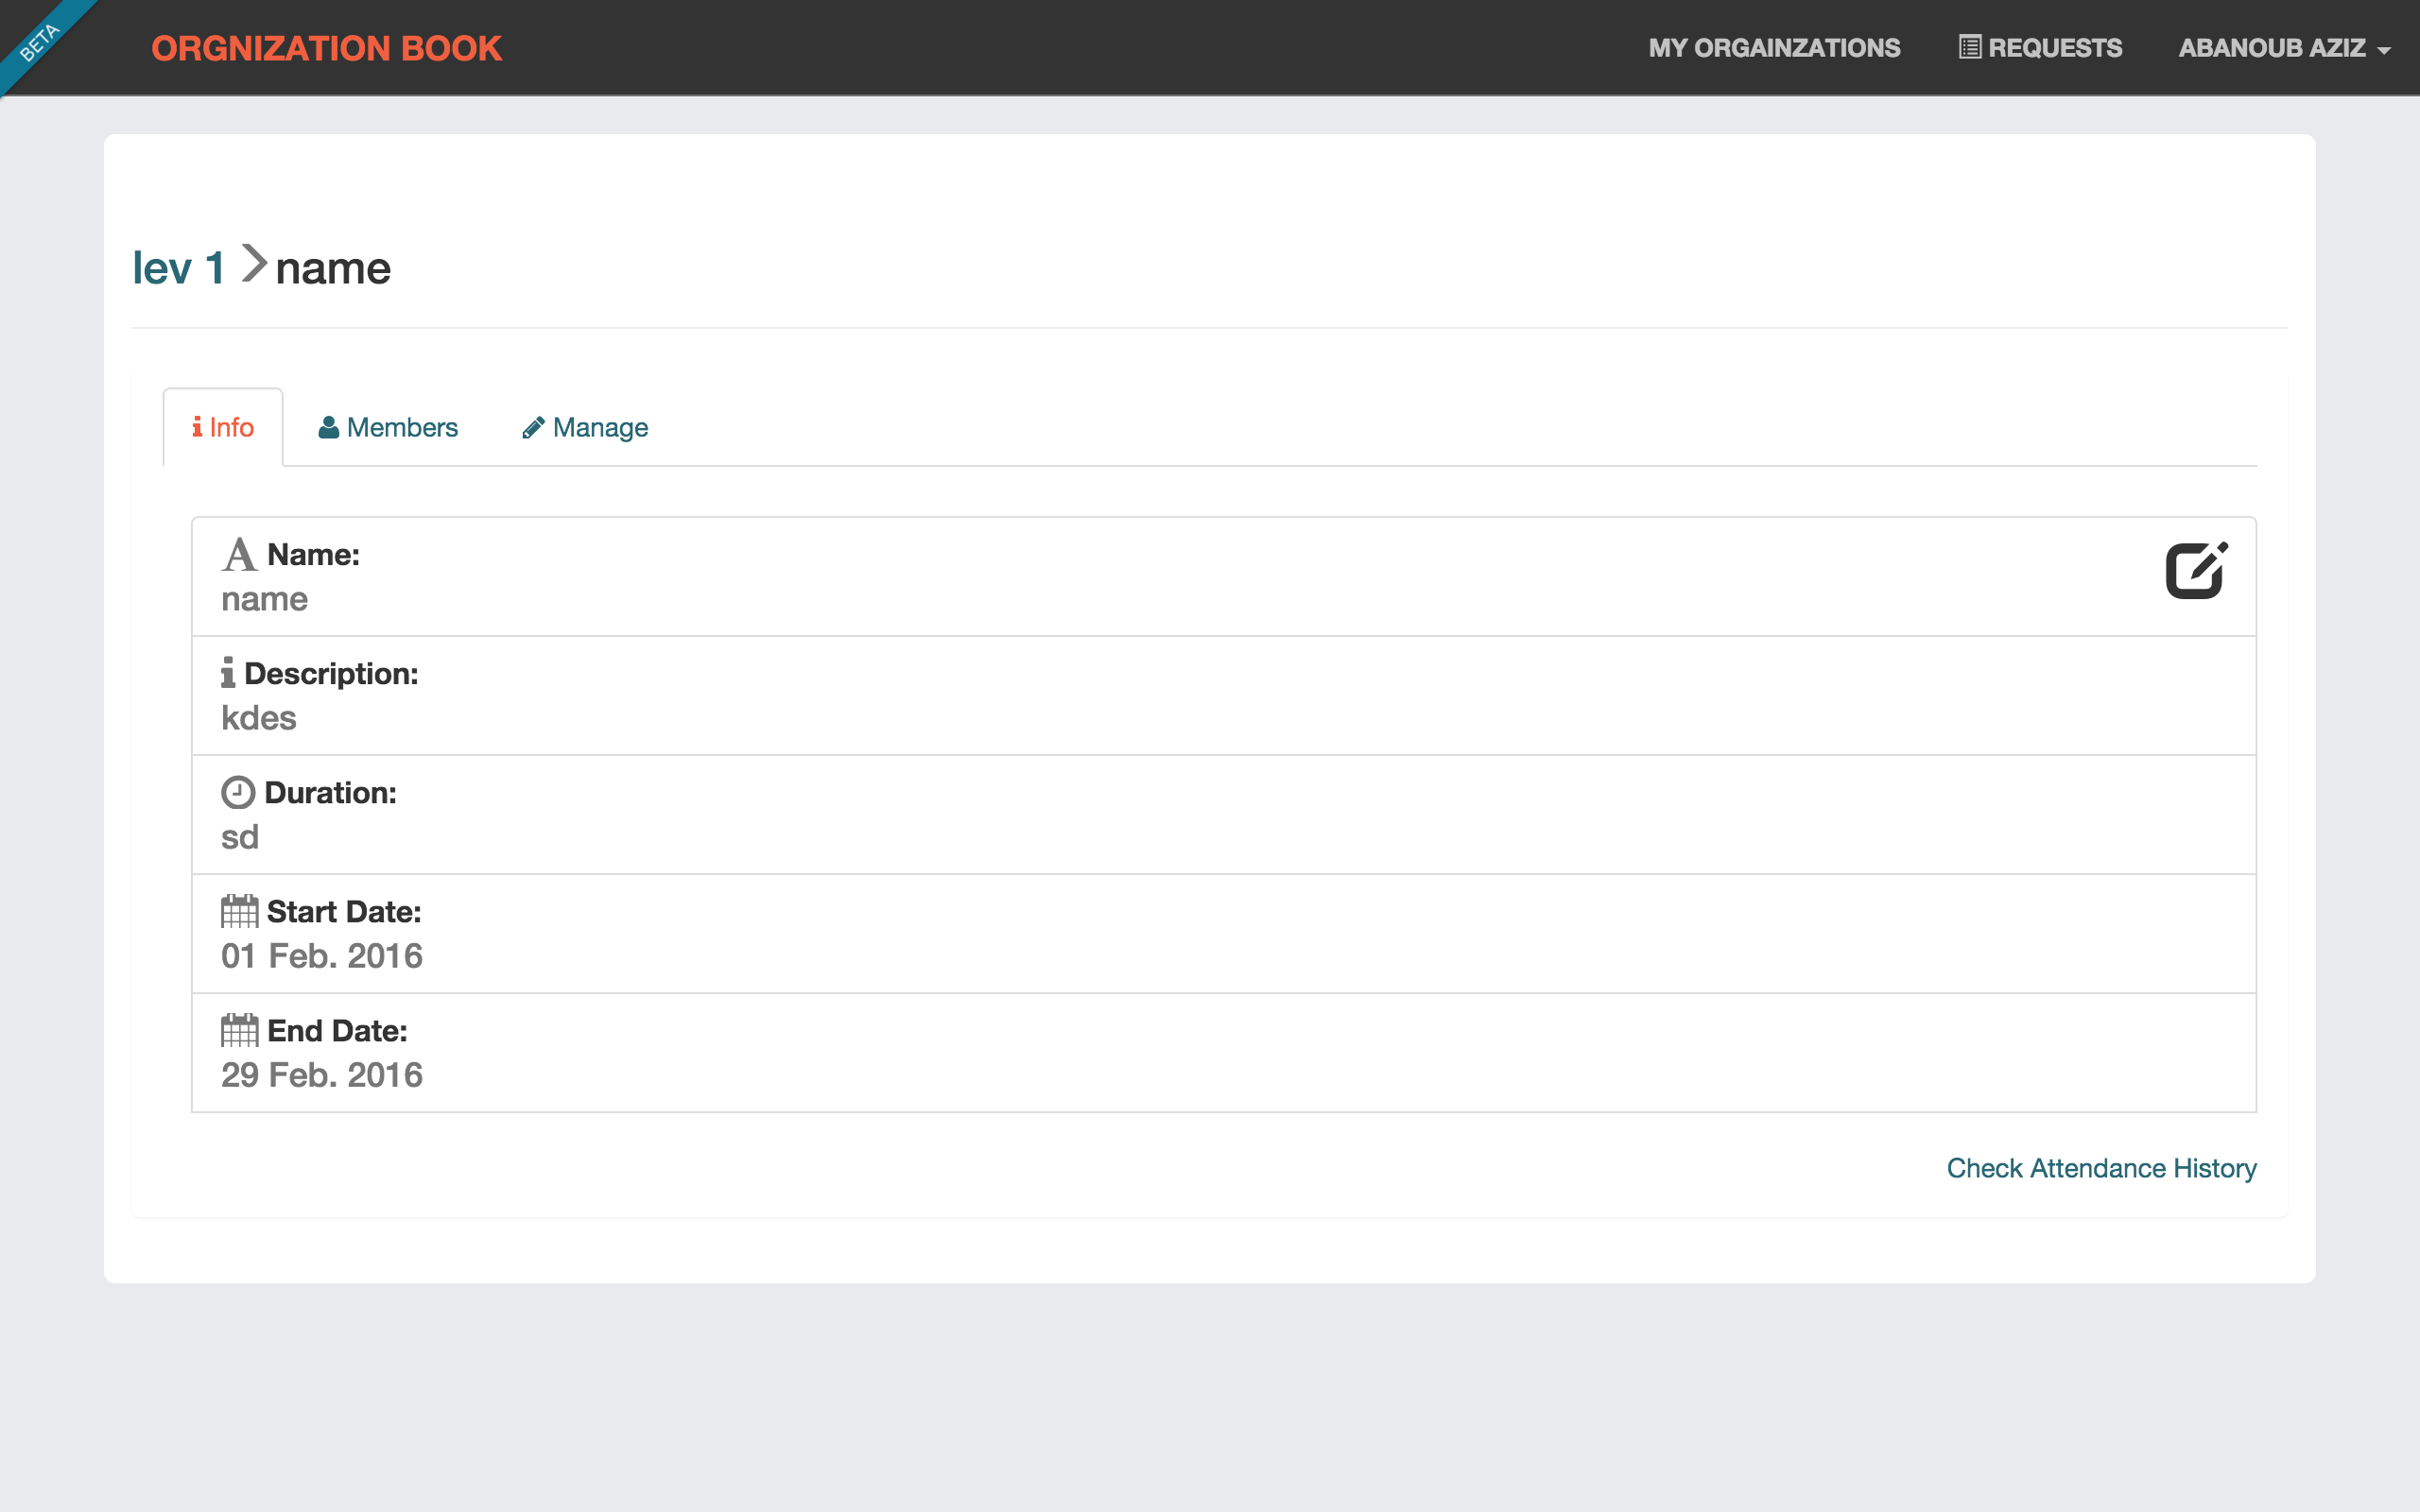 BETA
ORGNIZATION BOOK
MY ORGAINZATIONS
REQUESTS
ABANOUB AZIZ
lev 1 > name
Info
Members
Manage
Name:
name
Description:
kdes
Duration:
sd
Start Date:
01 Feb. 2016
End Date:
29 Feb. 2016
Check Attendance History